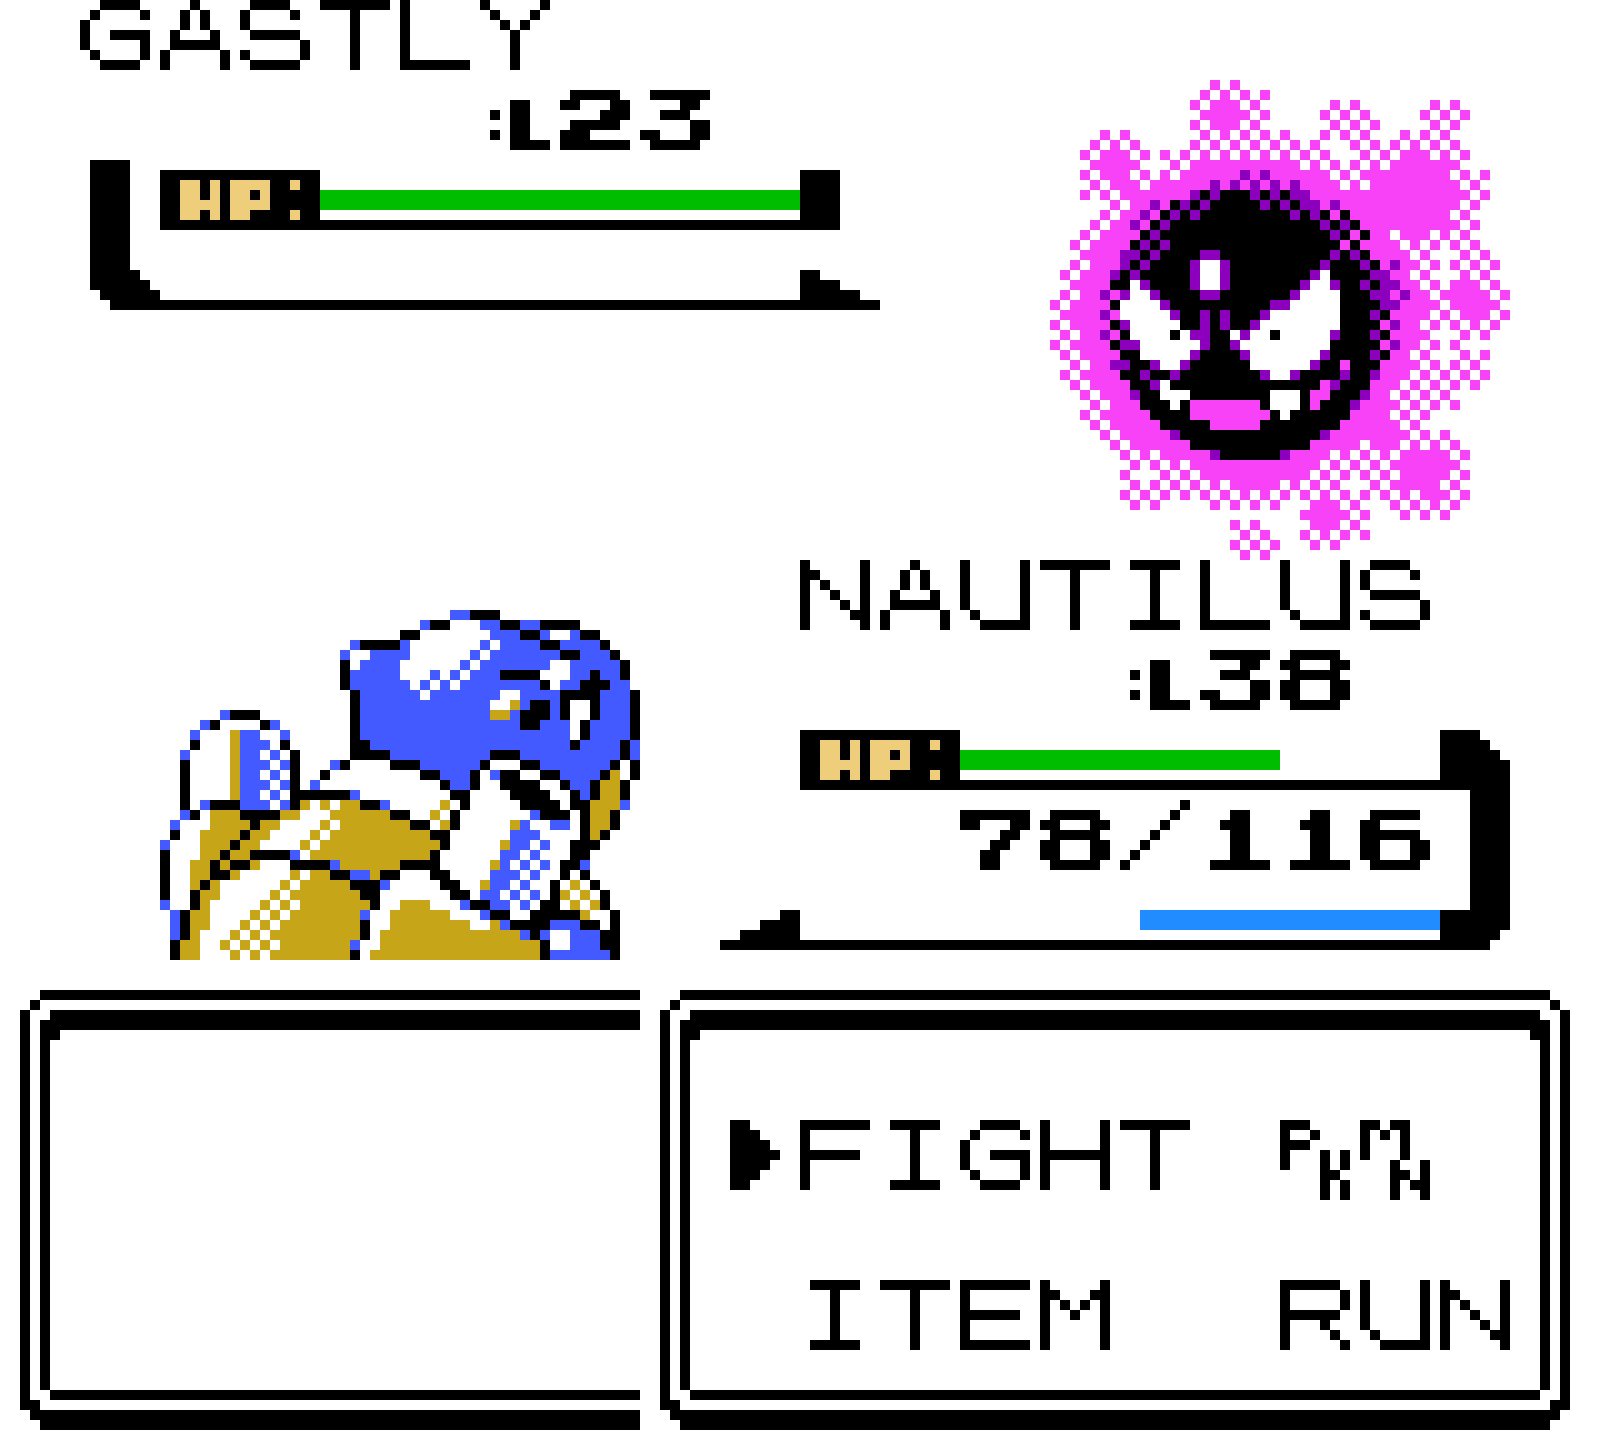 GASTLY
:L23
HP:
NAUTILUS
:L38
HP:
78/116
▶FIGHT PKMN
ITEM RUN